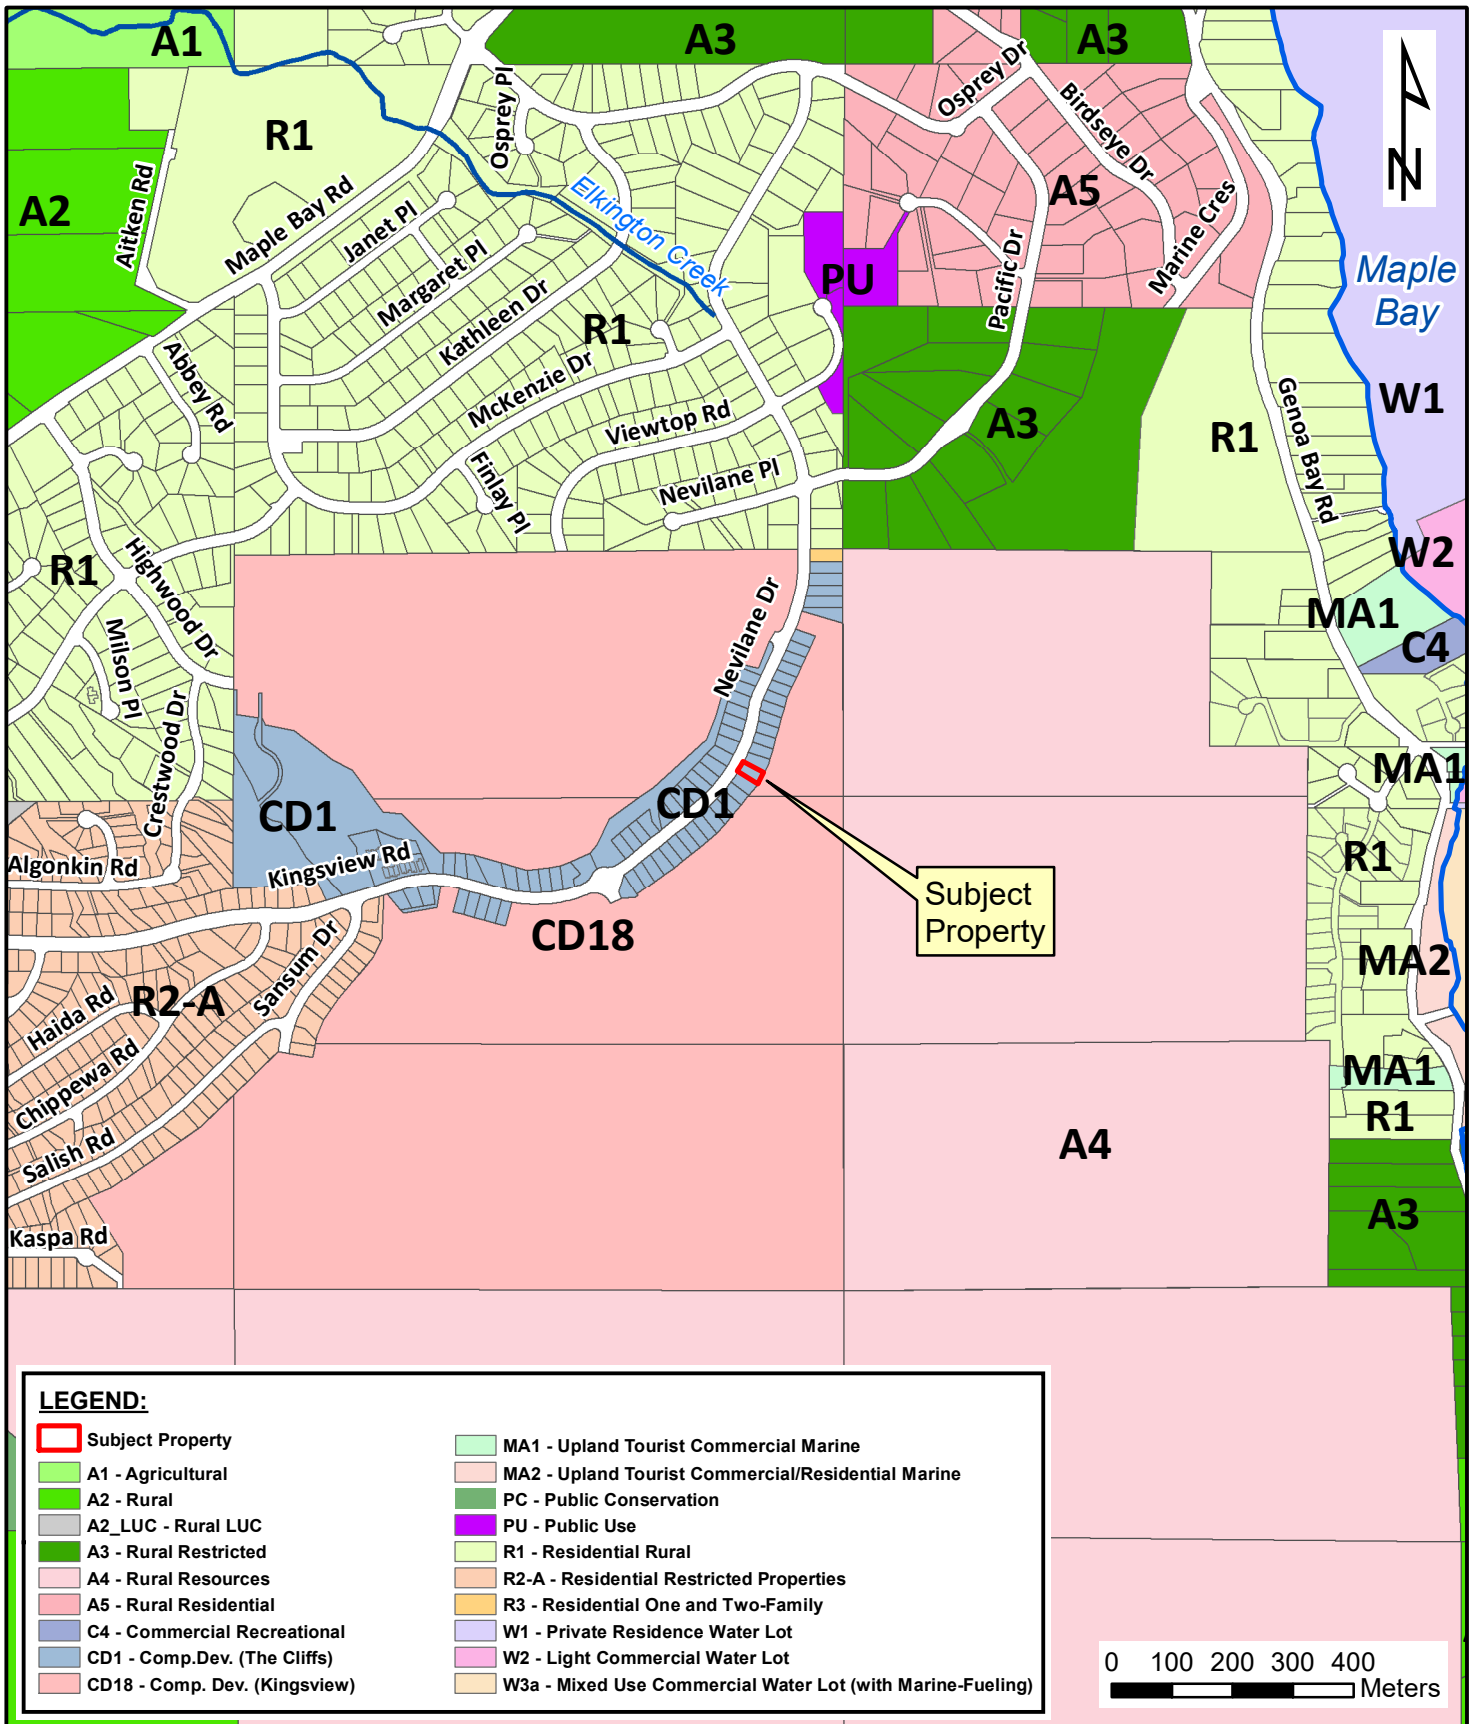 A1
A3
A3
N
Osprey Pl
Osprey Dr
Birdseye Dr
R1
A2
Aitken Rd
Maple Bay Rd
Janet Pl
Margaret Pl
Kathleen Dr
Elkington Creek
PU
A5
Marine Cres
Pacific Dr
Maple
Bay
W1
R1
McKenzie Dr
Abbey Rd
Viewtop Rd
Finlay Pl
Nevilane Pl
A3
R1
Genoa Bay Rd
W2
R1
Highwood Dr
Milson Pl
Crestwood Dr
Nevilane Dr
MA1
C4
MA1
CD1
CD1
Kingsview Rd
Algonkin Rd
Subject
Property
R1
CD18
Sansum Dr
R2-A
Haida Rd
Chippewa Rd
Salish Rd
Kaspa Rd
MA2
MA1
R1
A4
A3
LEGEND:
Subject Property
A1 - Agricultural
A2 - Rural
A2_LUC - Rural LUC
A3 - Rural Restricted
A4 - Rural Resources
A5 - Rural Residential
C4 - Commercial Recreational
CD1 - Comp.Dev. (The Cliffs)
CD18 - Comp. Dev. (Kingsview)
MA1 - Upland Tourist Commercial Marine
MA2 - Upland Tourist Commercial/Residential Marine
PC - Public Conservation
PU - Public Use
R1 - Residential Rural
R2-A - Residential Restricted Properties
R3 - Residential One and Two-Family
W1 - Private Residence Water Lot
W2 - Light Commercial Water Lot
W3a - Mixed Use Commercial Water Lot (with Marine-Fueling)
0 100 200 300 400
Meters